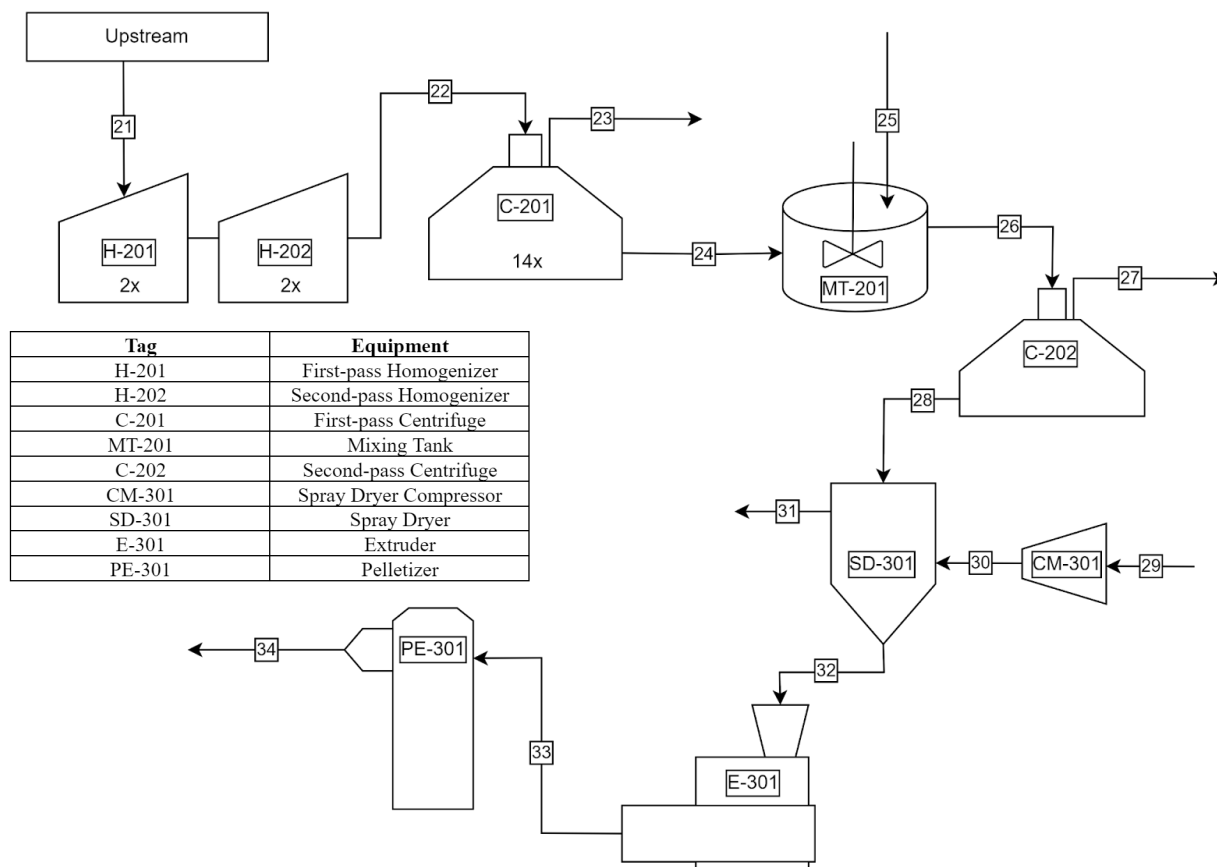 Upstream
21
22
23
24
25
26
27
28
29
30
31
32
33
34
H-201
2x
H-202
2x
C-201
14x
MT-201
C-202
Tag Equipment
H-201 First-pass Homogenizer
H-202 Second-pass Homogenizer
C-201 First-pass Centrifuge
MT-201 Mixing Tank
C-202 Second-pass Centrifuge
CM-301 Spray Dryer Compressor
SD-301 Spray Dryer
E-301 Extruder
PE-301 Pelletizer
SD-301
CM-301
PE-301
E-301